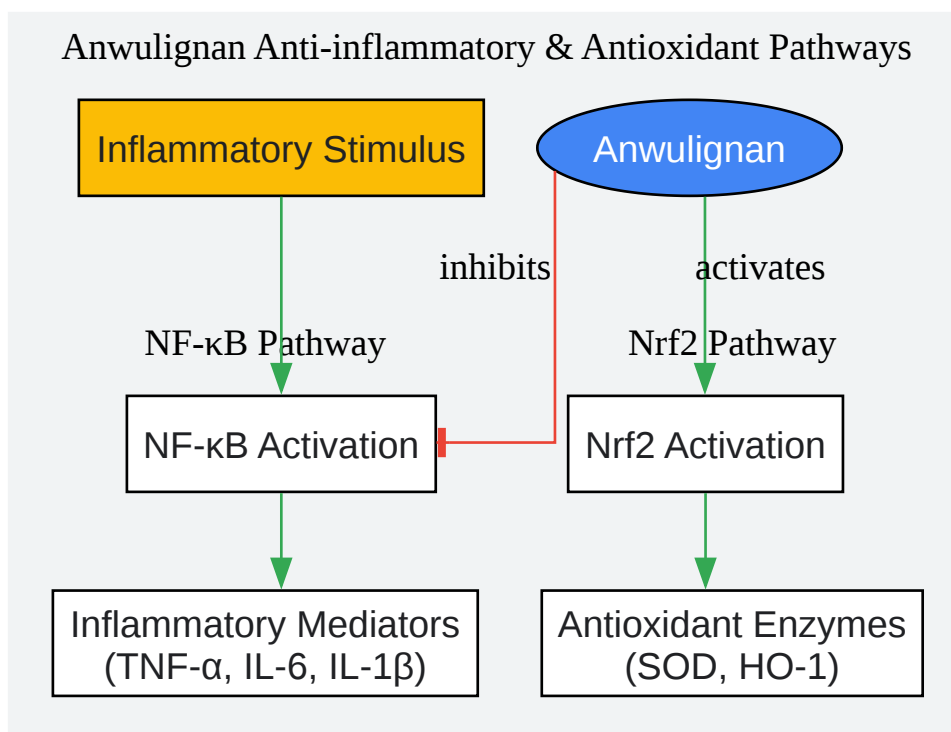 Anwulignan Anti-inflammatory & Antioxidant Pathways
Inflammatory Stimulus
Anwulignan
inhibits
activates
NF-κB Pathway
Nrf2 Pathway
NF-κB Activation
Nrf2 Activation
Inflammatory Mediators
(TNF-α, IL-6, IL-1β)
Antioxidant Enzymes
(SOD, HO-1)